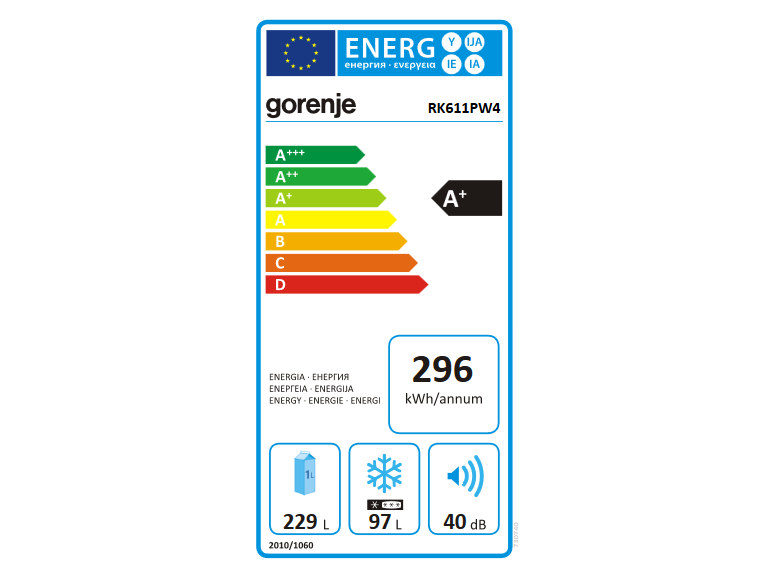 ENERG Y IJA
енергия · ενεργεια IE IA
gorenje RK611PW4
A+++
A++
A+ A+
A
B
C
D
296
kWh/annum
ENERGIA · ЕНЕРГИЯ
ΕΝΕΡΓΕΙΑ · ENERGIJA
ENERGY · ENERGIE · ENERGI
1L
229 L 97 L 40 dB
2010/1060